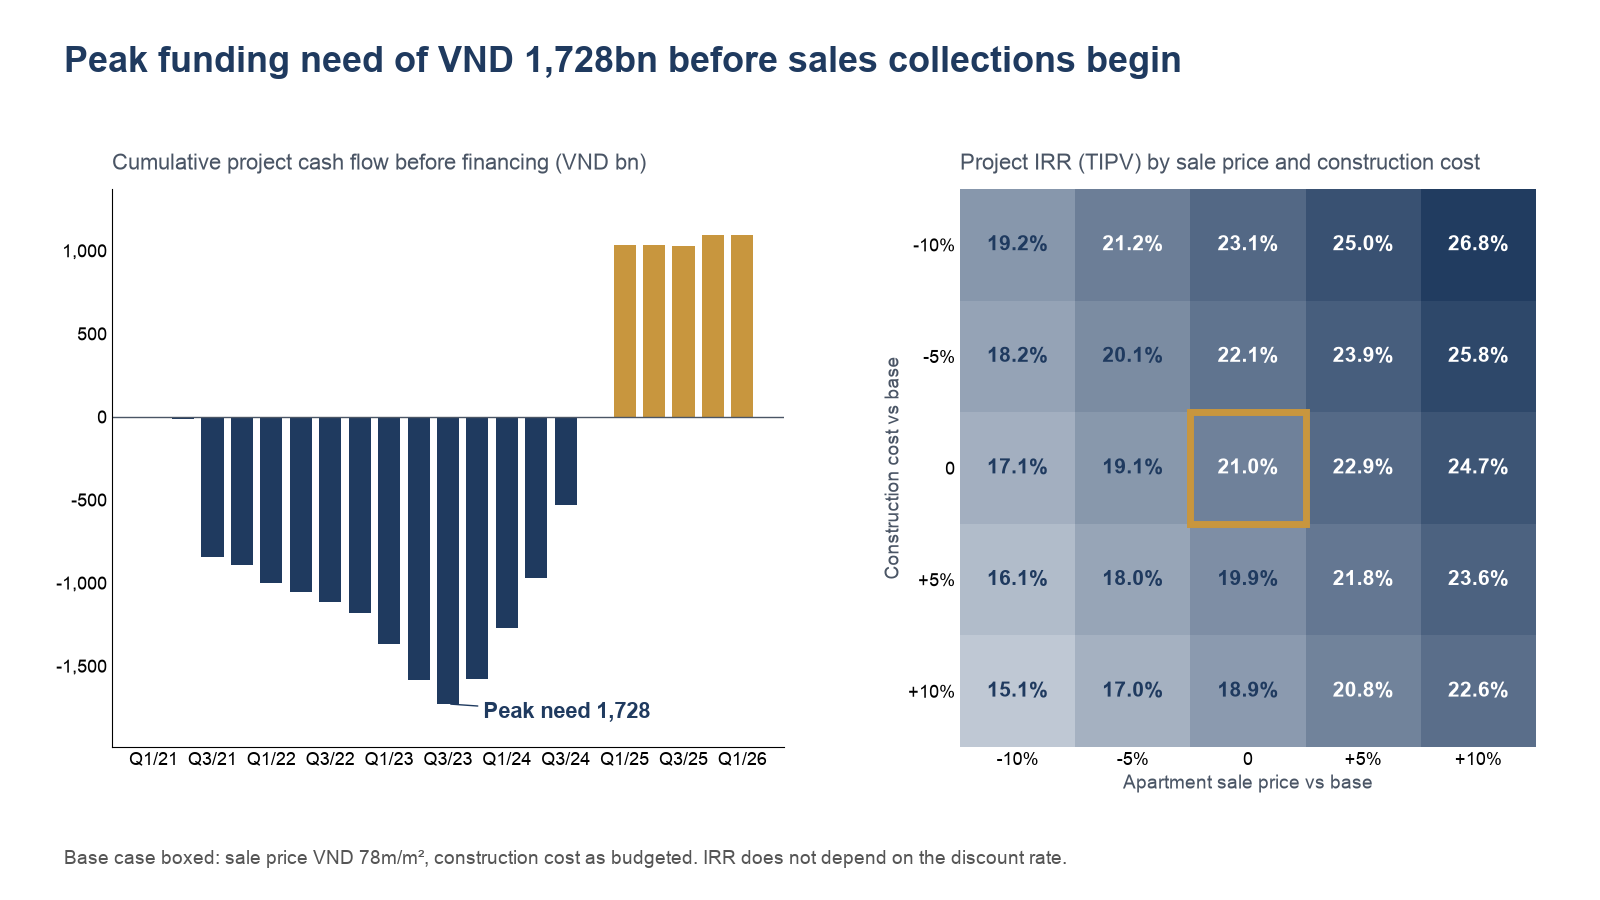 Peak funding need of VND 1,728bn before sales collections begin
Cumulative project cash flow before financing (VND bn)
1,000
500
0
-500
-1,000
-1,500
Peak need 1,728
Q1/21 Q3/21 Q1/22 Q3/22 Q1/23 Q3/23 Q1/24 Q3/24 Q1/25 Q3/25 Q1/26
Project IRR (TIPV) by sale price and construction cost
Construction cost vs base
-10% 19.2% 21.2% 23.1% 25.0% 26.8%
-5% 18.2% 20.1% 22.1% 23.9% 25.8%
0 17.1% 19.1% 21.0% 22.9% 24.7%
+5% 16.1% 18.0% 19.9% 21.8% 23.6%
+10% 15.1% 17.0% 18.9% 20.8% 22.6%
-10% -5% 0 +5% +10%
Apartment sale price vs base
Base case boxed: sale price VND 78m/m², construction cost as budgeted. IRR does not depend on the discount rate.